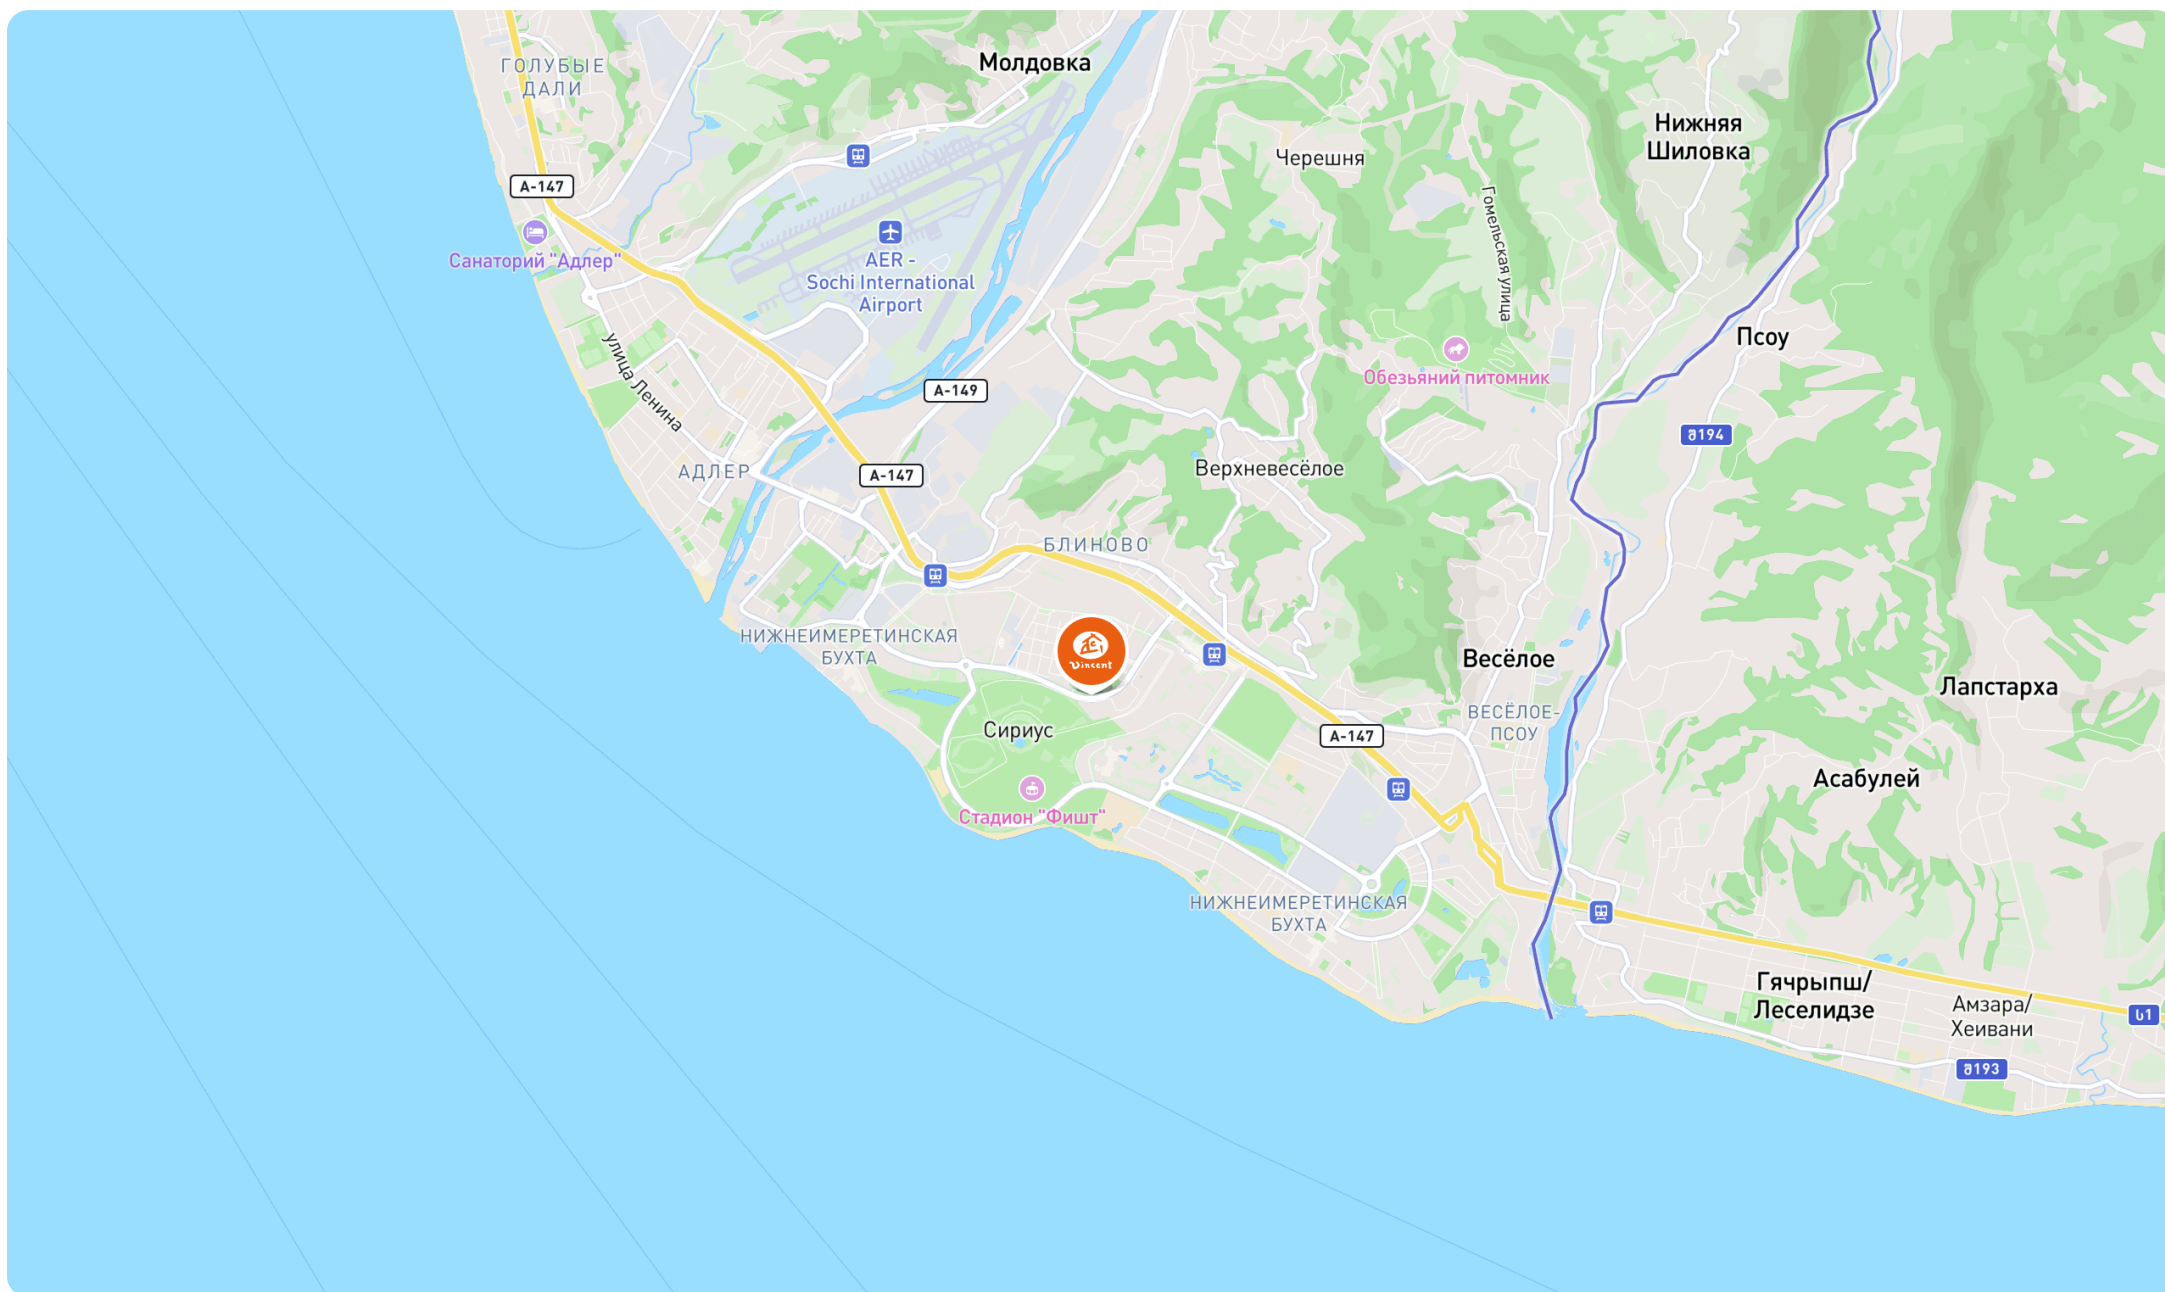 Молдовка
ГОЛУБЫЕ
ДАЛИ
Нижняя
Шиловка
Черешня
А-147
Гомельская улица
Санаторий "Адлер"
AER -
Sochi International
Airport
Псоу
улица Ленина
Обезьяний питомник
А-149
შ194
АДЛЕР
А-147
Верхневесёлое
БЛИНОВО
НИЖНЕИМЕРЕТИНСКАЯ
БУХТА
Vincent
Весёлое
Лапстарха
ВЕСЁЛОЕ-
ПСОУ
Сириус
А-147
Асабулей
Стадион "Фишт"
НИЖНЕИМЕРЕТИНСКАЯ
БУХТА
Гячрыпш/
Леселидзе
Амзара/
Хеивани
ს1
შ193